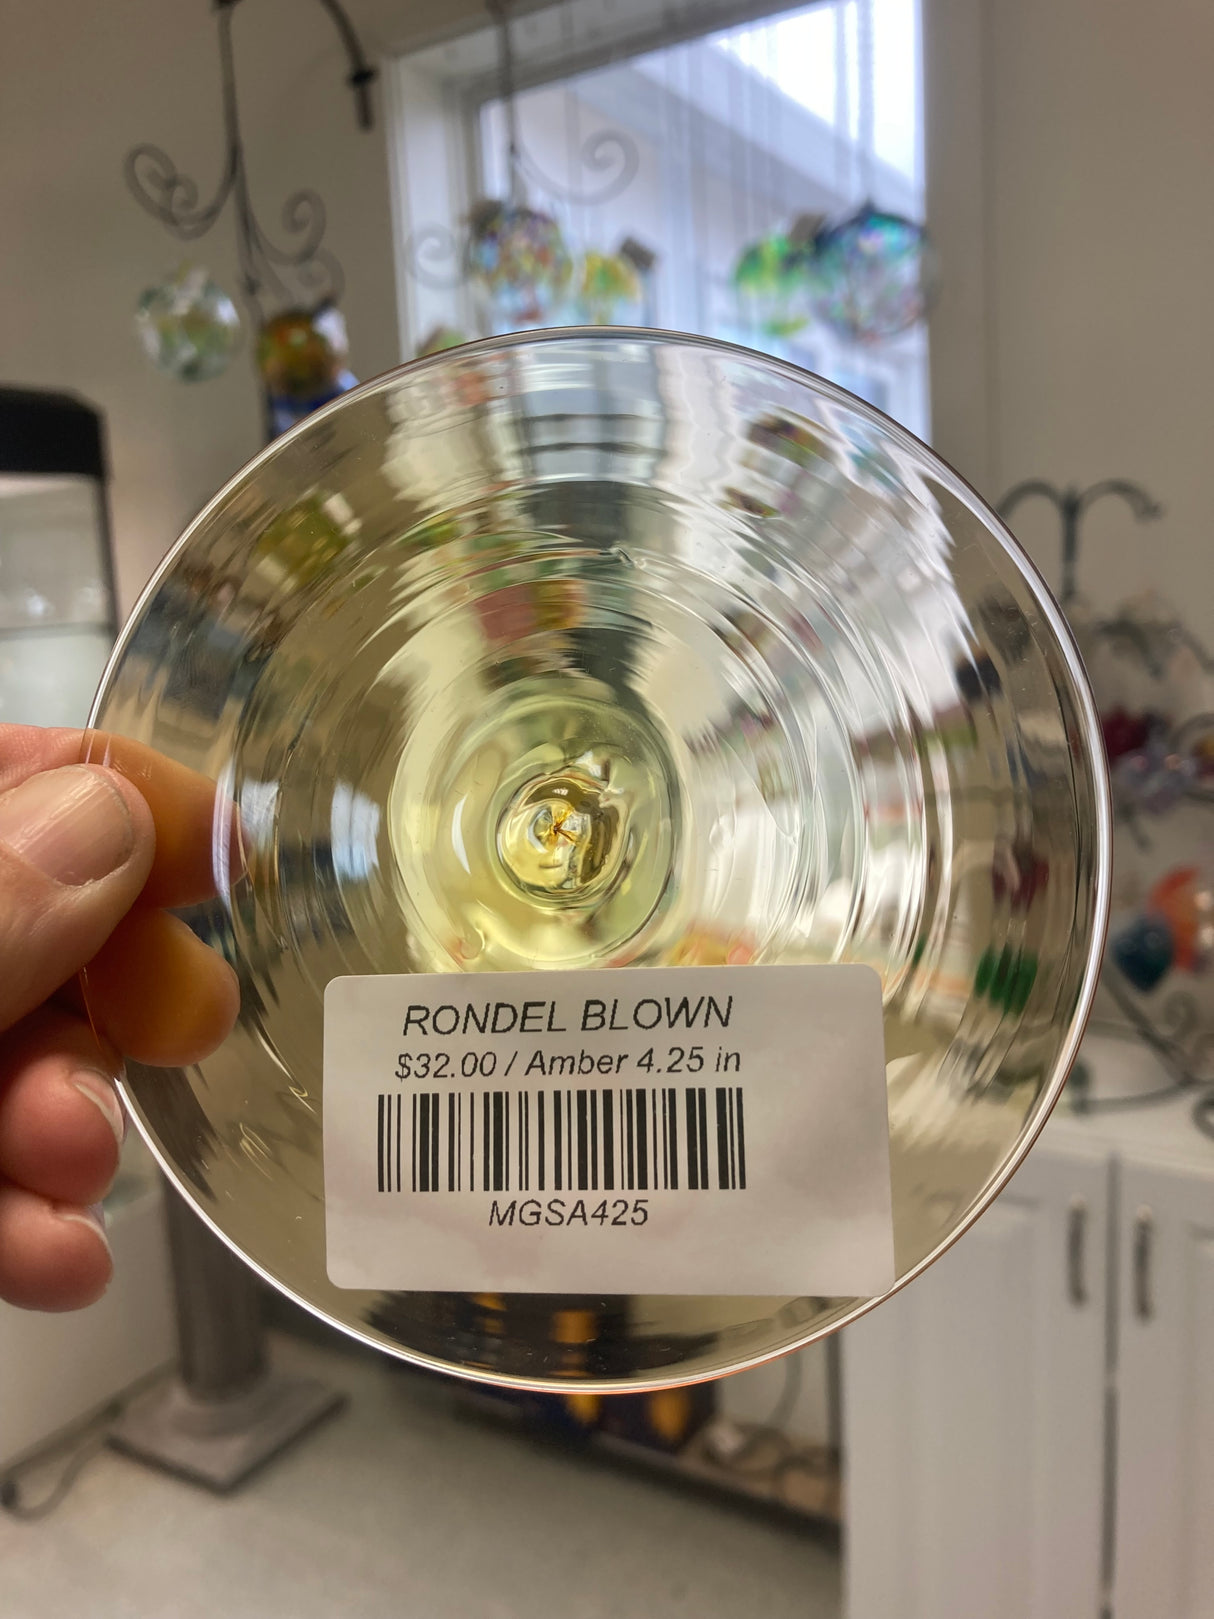 RONDEL BLOWN
$32.00 / Amber 4.25 in
MGSA425